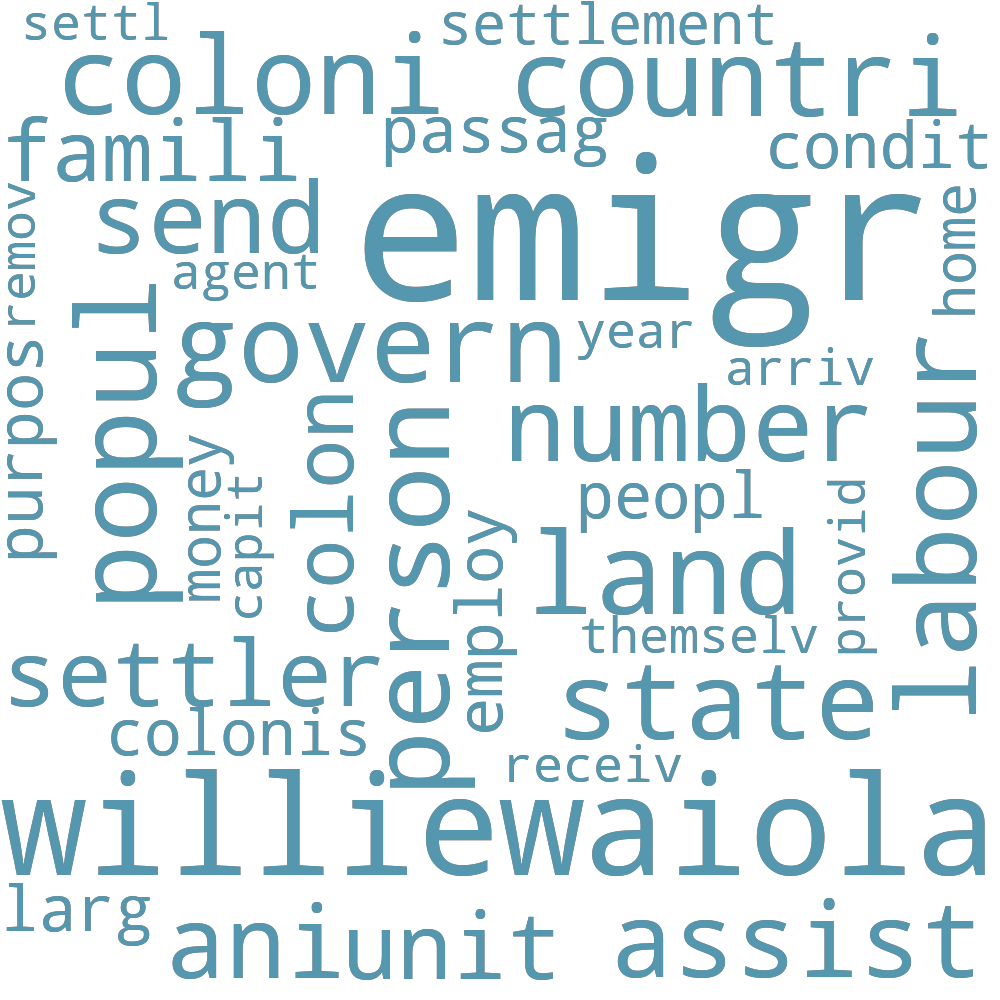 settl
settlement
coloni
countri
famili
passag
condit
emigr
send
remov
agent
home
popul
govern
year
arriv
purpos
colon
person
number
labour
money
capit
peopl
provid
employ
land
themselv
settler
state
colonis
receiv
williewaiola
larg
aniunit
assist